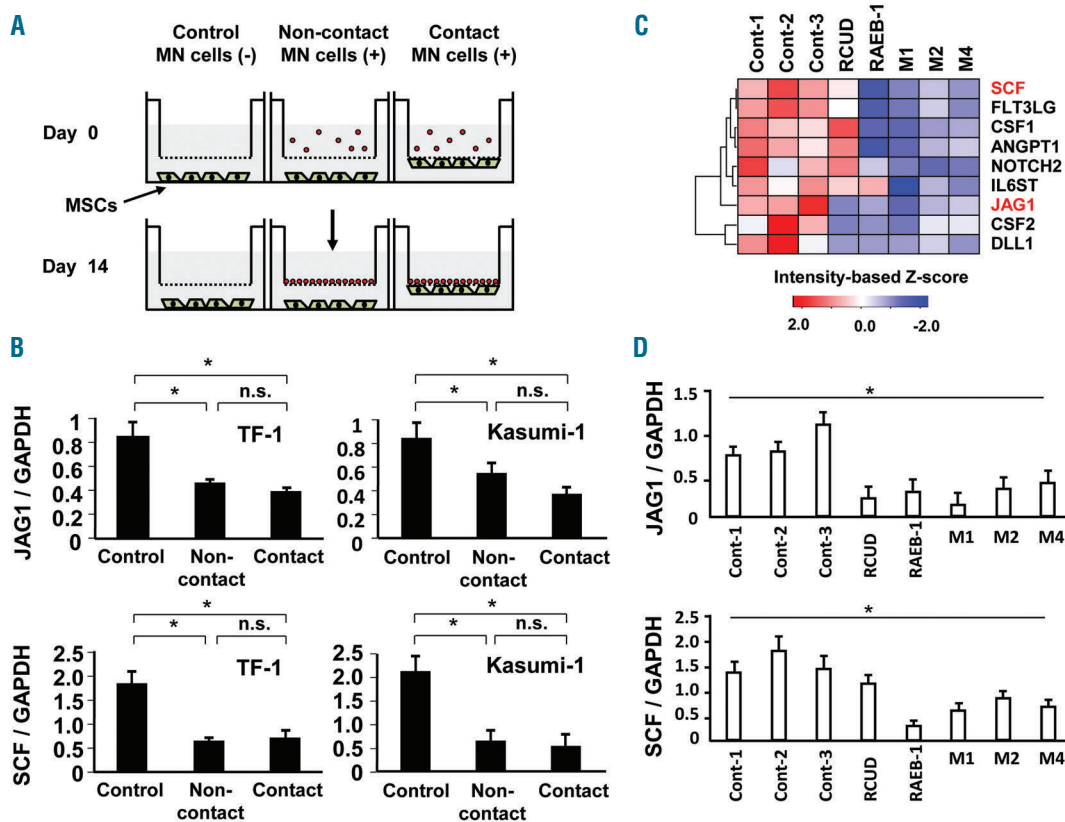 A
Control
MN cells (-)
Non-contact
MN cells (+)
Contact
MN cells (+)
Day 0
MSCs
Day 14
B
*
*
n.s.
JAG1 / GAPDH
1
0.8
0.6
0.4
0.2
0
TF-1
Control
Non-
contact
Contact
*
*
n.s.
1
0.8
0.6
0.4
0.2
0
Kasumi-1
Control
Non-
contact
Contact
*
*
n.s.
SCF / GAPDH
2.5
2.0
1.5
1.0
0.5
0
TF-1
Control
Non-
contact
Contact
*
*
n.s.
2.5
2.0
1.5
1.0
0.5
0
Kasumi-1
Control
Non-
contact
Contact
C
Cont-1
Cont-2
Cont-3
RCUD
RAEB-1
M1
M2
M4
SCF
FLT3LG
CSF1
ANGPT1
NOTCH2
IL6ST
JAG1
CSF2
DLL1
Intensity-based Z-score
2.0 0.0 -2.0
D
*
JAG1 / GAPDH
1.5
1.0
0.5
0
Cont-1
Cont-2
Cont-3
RCUD
RAEB-1
M1
M2
M4
*
SCF / GAPDH
2.5
2.0
1.5
1.0
0.5
0
Cont-1
Cont-2
Cont-3
RCUD
RAEB-1
M1
M2
M4